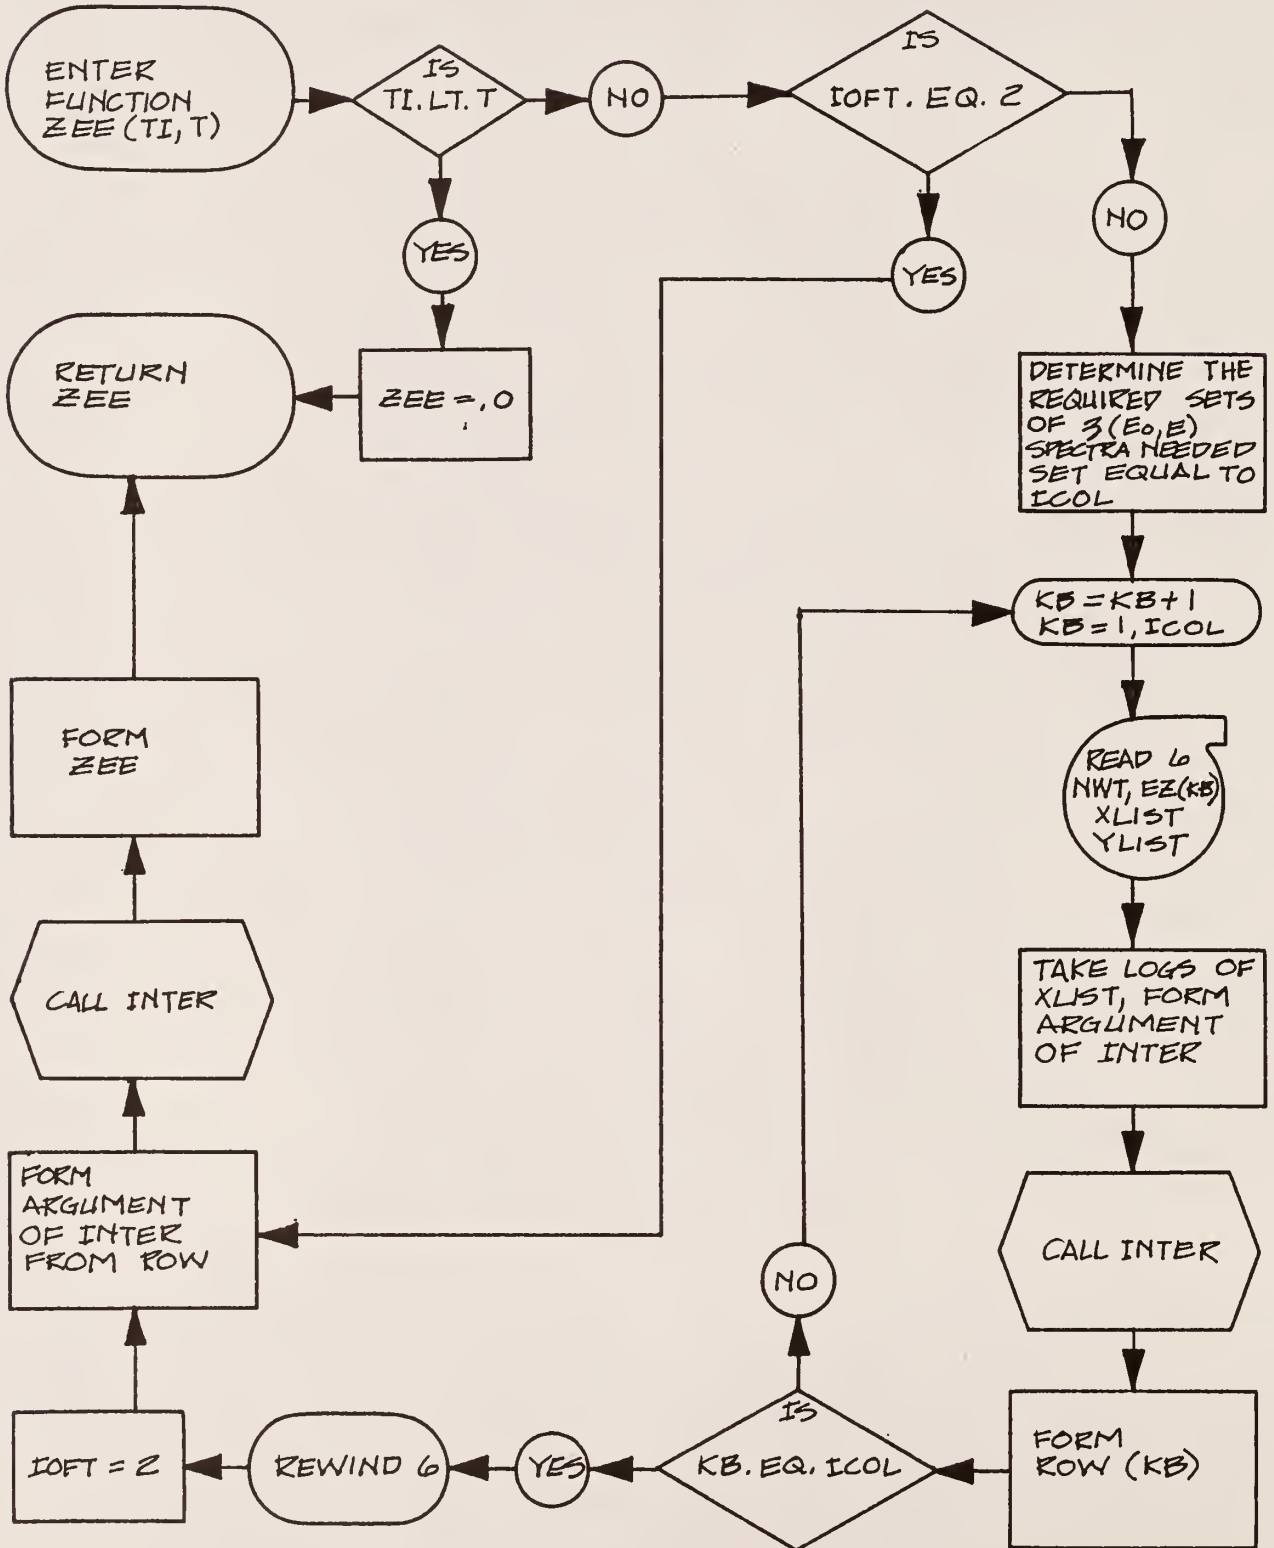 ENTER
FUNCTION
ZEE (TI, T)
IS
TI. LT. T
NO
IS
IOFT. EQ. 2
NO
YES
YES
RETURN
ZEE
ZEE = .0
DETERMINE THE
REQUIRED SETS
OF 3(E0,E)
SPECTRA NEEDED
SET EQUAL TO
ICOL
KB = KB + 1
KB = 1, ICOL
READ 6
NWT, EZ(KB)
XLIST
YLIST
FORM
ZEE
TAKE LOGS OF
XLIST, FORM
ARGUMENT
OF INTER
CALL INTER
FORM
ARGUMENT
OF INTER
FROM ROW
CALL INTER
NO
IOFT = 2
REWIND 6
YES
IS
KB. EQ. ICOL
FORM
ROW (KB)